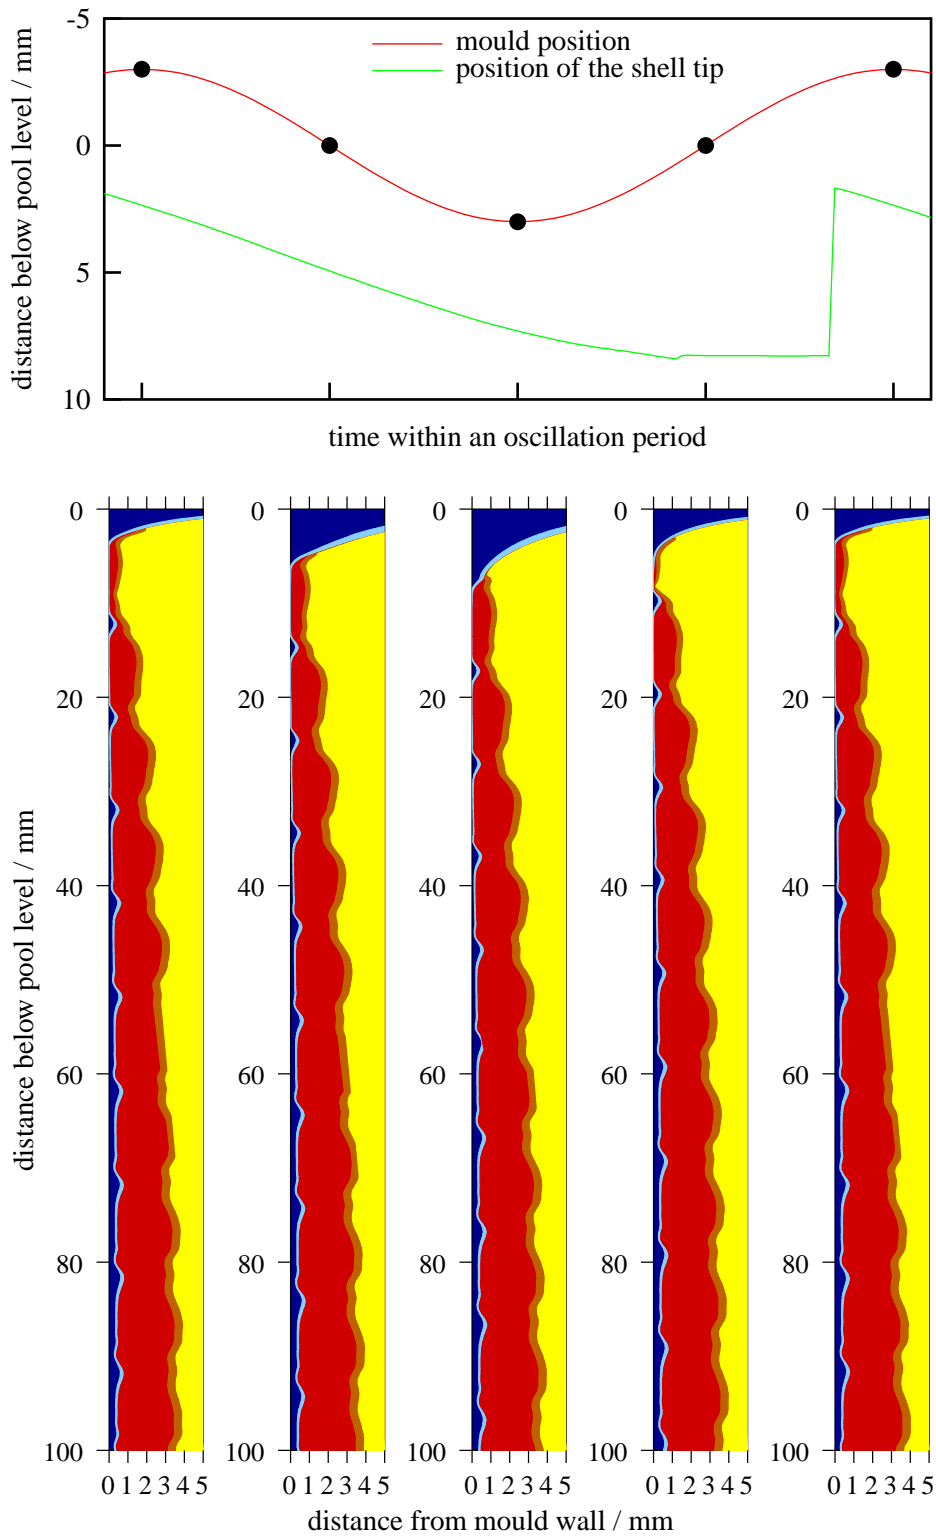 -5
mould position
position of the shell tip
0
5
10
distance below pool level / mm
time within an oscillation period
0 0 0 0 0
20 20 20 20 20
40 40 40 40 40
60 60 60 60 60
80 80 80 80 80
100 100 100 100 100
distance below pool level / mm
0 1 2 3 4 5 0 1 2 3 4 5 0 1 2 3 4 5 0 1 2 3 4 5 0 1 2 3 4 5
distance from mould wall / mm